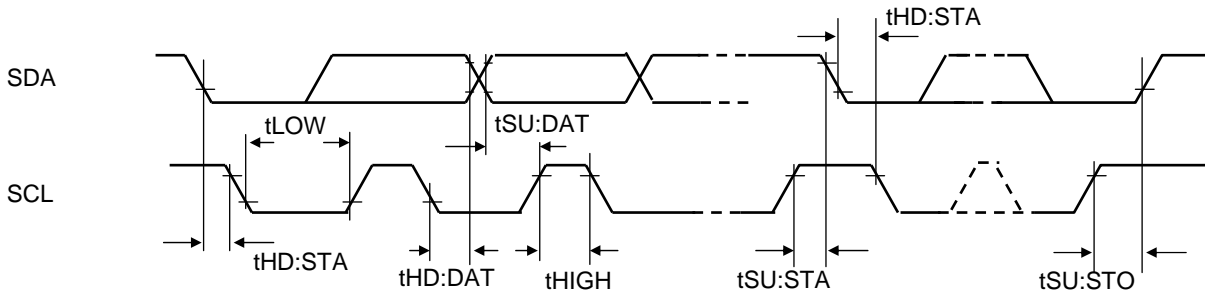 tHD:STA
SDA
tLOW
tSU:DAT
SCL
tHD:STA
tHD:DAT
tHIGH
tSU:STA
tSU:STO